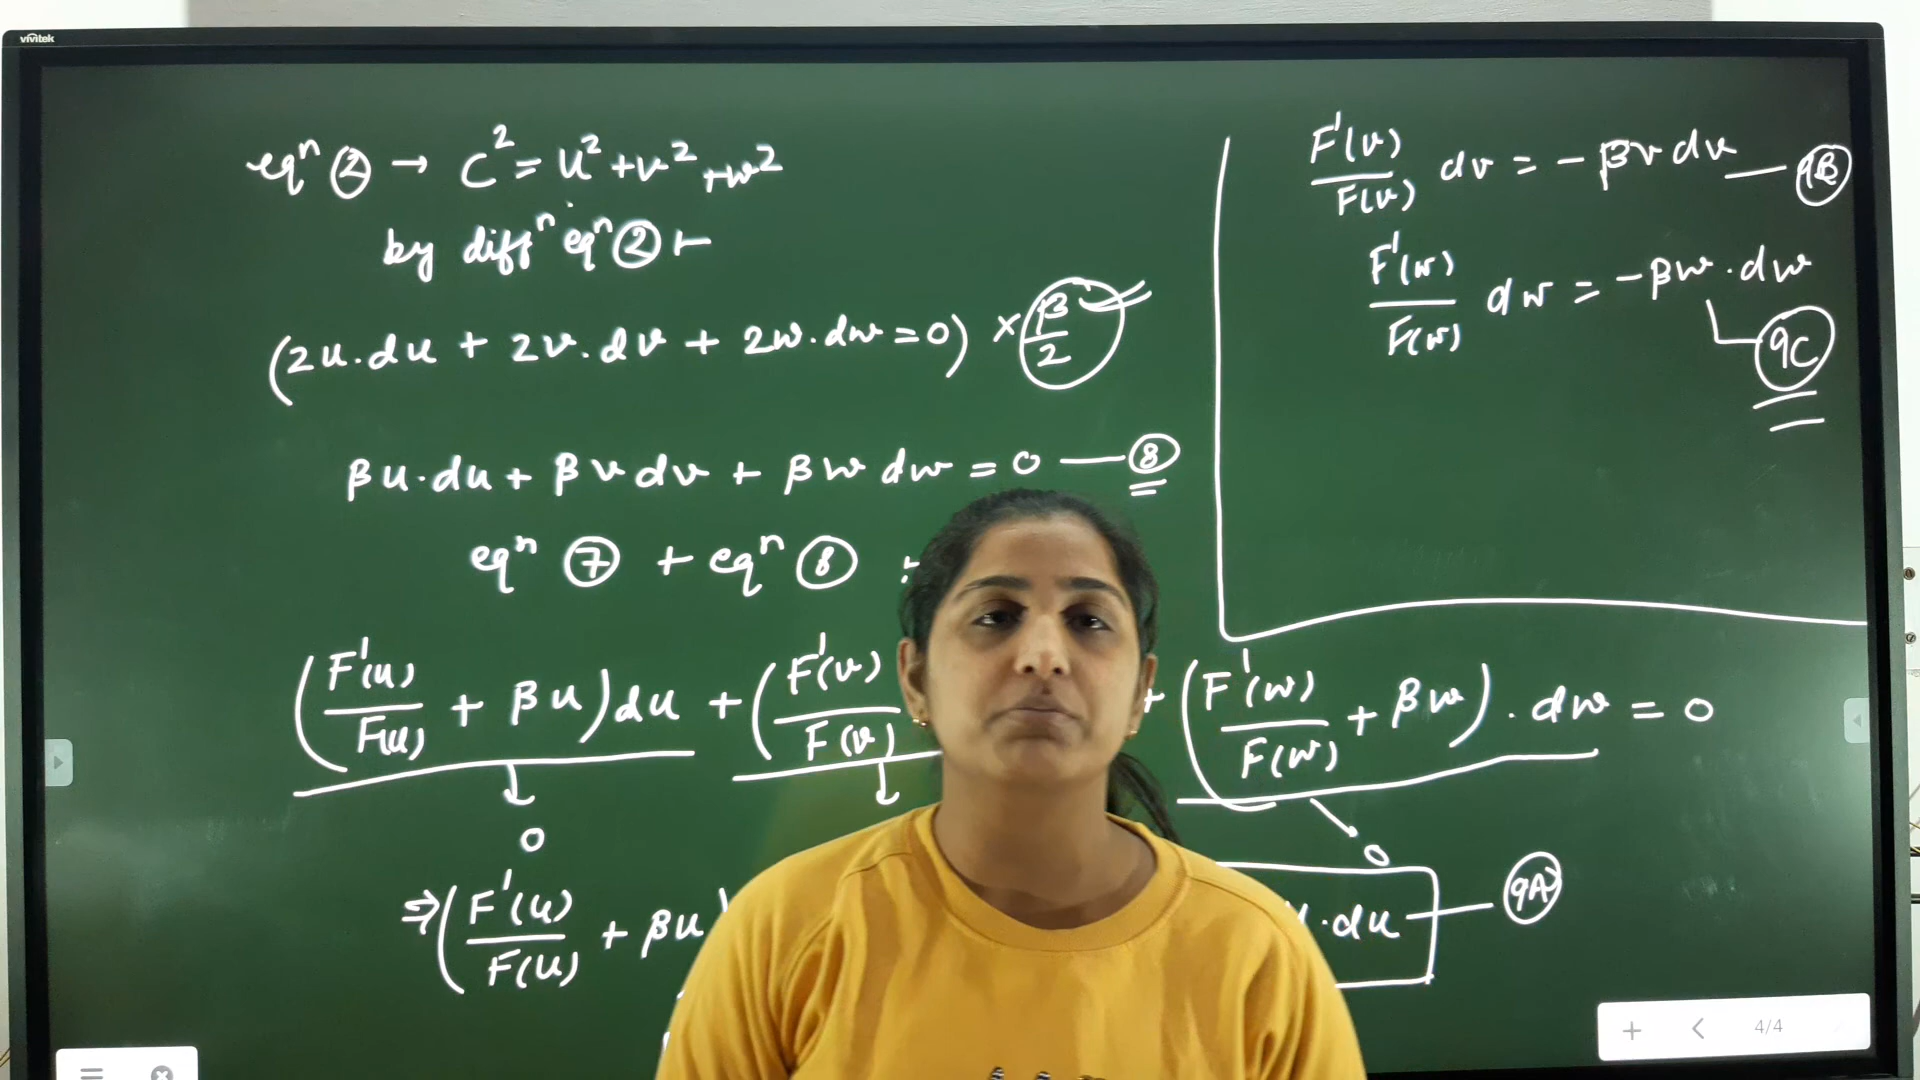 vivitek
eqⁿ ② → C² = u² + v² + w²
by diffⁿ eqⁿ ② :-
(2u.du + 2v.dv + 2w.dw = 0) × β/2
βu.du + βv dv + βw dw = 0 — ⑧
eqⁿ ⑦ + eqⁿ ⑧ :
(F'(u)/F(u) + βu) du + (F'(v)/F(v) + (F'(w)/F(w) + βw) . dw = 0
0
0
⇒ (F'(u)/F(u) + βu .du — 9A
F'(v)/F(v) dv = - βv dv — 9B
F'(w)/F(w) dw = - βw . dw
9C
4/4